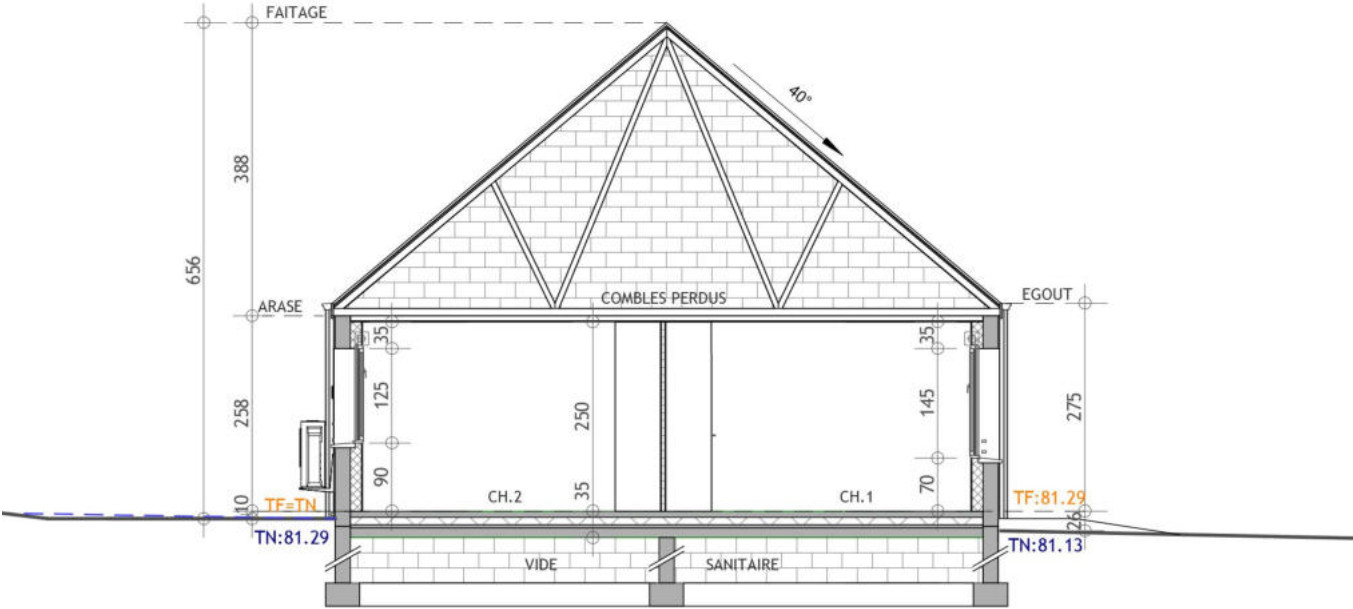 FAITAGE
40°
388
656
COMBLES PERDUS
EGOUT
ARASE
35
35
125
145
258
250
275
90
35
70
CH.2
CH.1
10
TF=TN
TF:81.29
26
TN:81.29
TN:81.13
VIDE
SANITAIRE